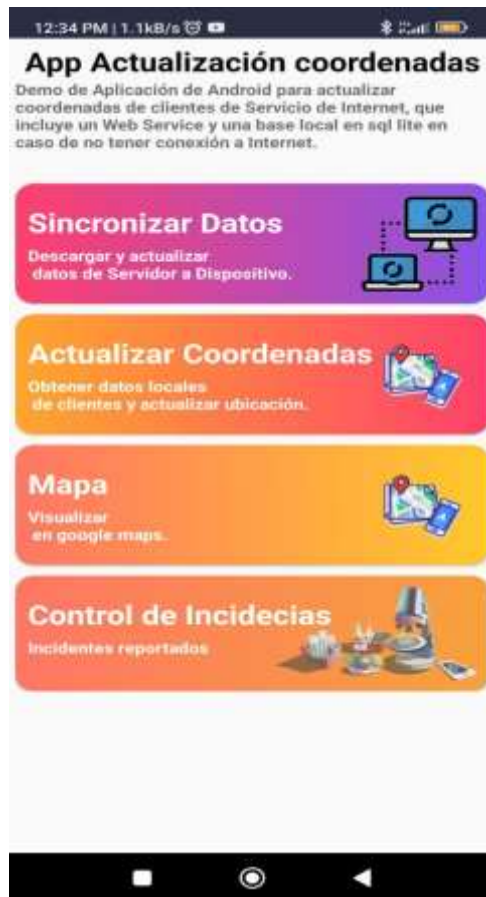 12:34 PM | 1.1kB/s
App Actualización coordenadas
Demo de Aplicación de Android para actualizar
coordenadas de clientes de Servicio de Internet, que
incluye un Web Service y una base local en sql lite en
caso de no tener conexión a Internet.
Sincronizar Datos
Descargar y actualizar
datos de Servidor a Dispositivo.
Actualizar Coordenadas
Obtener datos locales
de clientes y actualizar ubicación.
Mapa
Visualizar
en google maps.
Control de Incidecias
Incidentes reportados